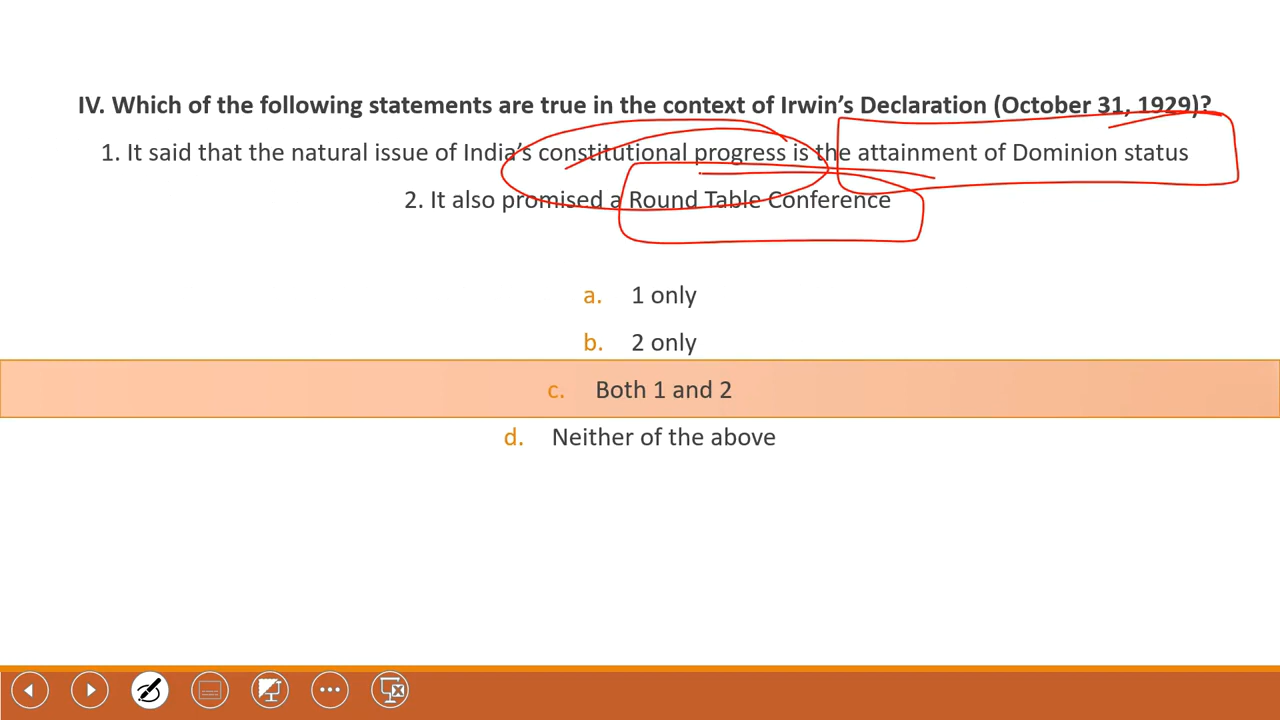 IV. Which of the following statements are true in the context of Irwin’s Declaration (October 31, 1929)?
1. It said that the natural issue of India’s constitutional progress is the attainment of Dominion status
2. It also promised a Round Table Conference
a. 1 only
b. 2 only
c. Both 1 and 2
d. Neither of the above